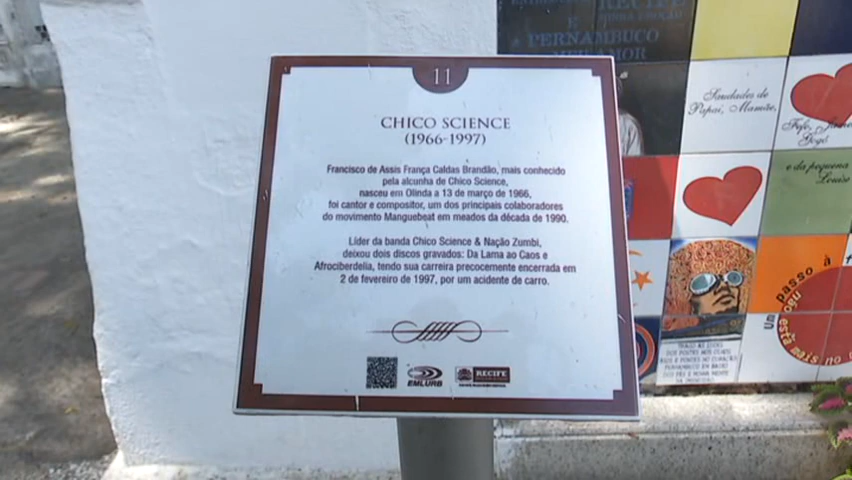 11
CHICO SCIENCE
(1966-1997)
Francisco de Assis França Caldas Brandão, mais conhecido
pela alcunha de Chico Science,
nasceu em Olinda a 13 de março de 1966,
foi cantor e compositor, um dos principais colaboradores
do movimento Manguebeat em meados da década de 1990.
Líder da banda Chico Science & Nação Zumbi,
deixou dois discos gravados: Da Lama ao Caos e
Afrociberdelia, tendo sua carreira precocemente encerrada em
2 de fevereiro de 1997, por um acidente de carro.
EMLURB
RECIFE
E
PERNAMBUCO
Saudades de
Papai, Mamãe,
Gogó
e da pequena
Louise
passo à